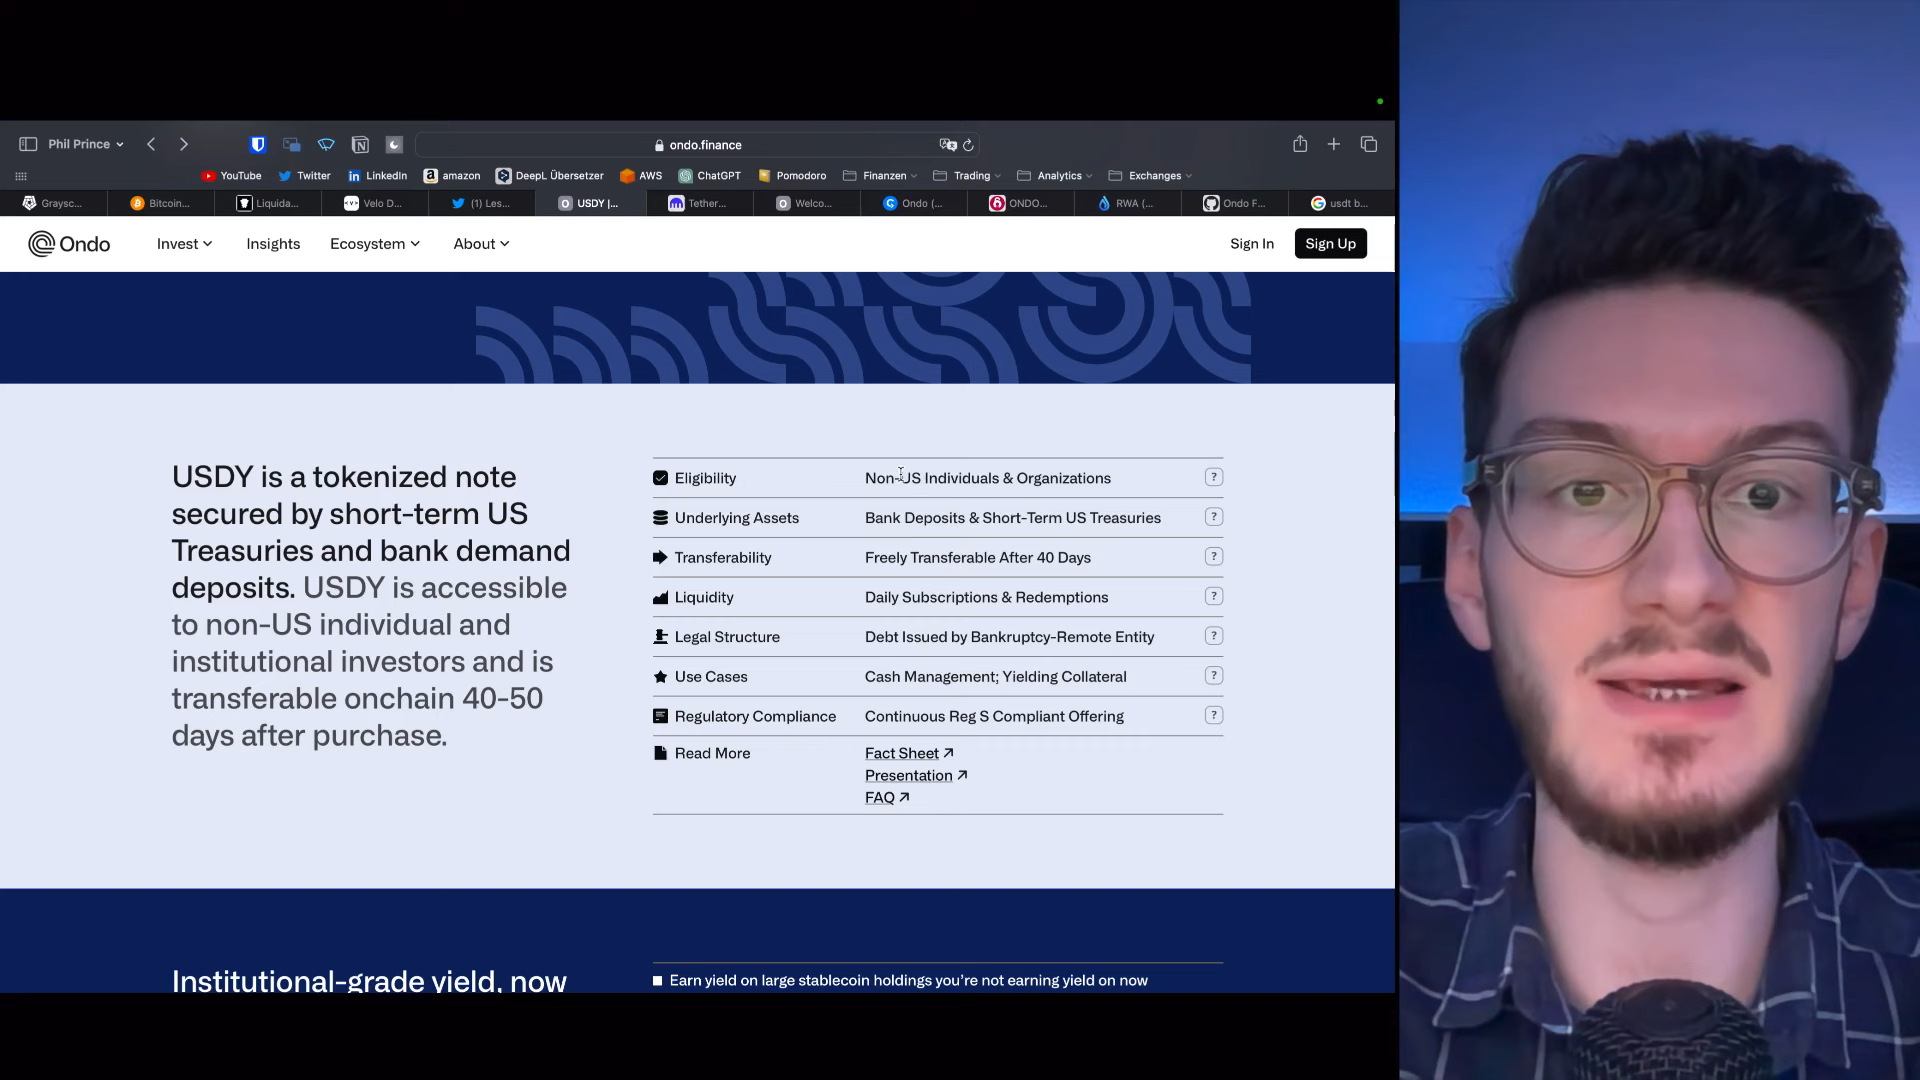 Phil Prince
ondo.finance
YouTube Twitter LinkedIn amazon DeepL Übersetzer AWS ChatGPT Pomodoro Finanzen Trading Analytics Exchanges
Graysc... Bitcoin... Liquida... Velo D... (1) Les... USDY |... Tether... Welco... Ondo (... ONDO... RWA (... Ondo F... usdt b...
Ondo Invest Insights Ecosystem About Sign In Sign Up
USDY is a tokenized note
secured by short-term US
Treasuries and bank demand
deposits. USDY is accessible
to non-US individual and
institutional investors and is
transferable onchain 40-50
days after purchase.
Eligibility Non-US Individuals & Organizations ?
Underlying Assets Bank Deposits & Short-Term US Treasuries ?
Transferability Freely Transferable After 40 Days ?
Liquidity Daily Subscriptions & Redemptions ?
Legal Structure Debt Issued by Bankruptcy-Remote Entity ?
Use Cases Cash Management; Yielding Collateral ?
Regulatory Compliance Continuous Reg S Compliant Offering ?
Read More Fact Sheet ↗
Presentation ↗
FAQ ↗
Institutional-grade yield, now
Earn yield on large stablecoin holdings you're not earning yield on now